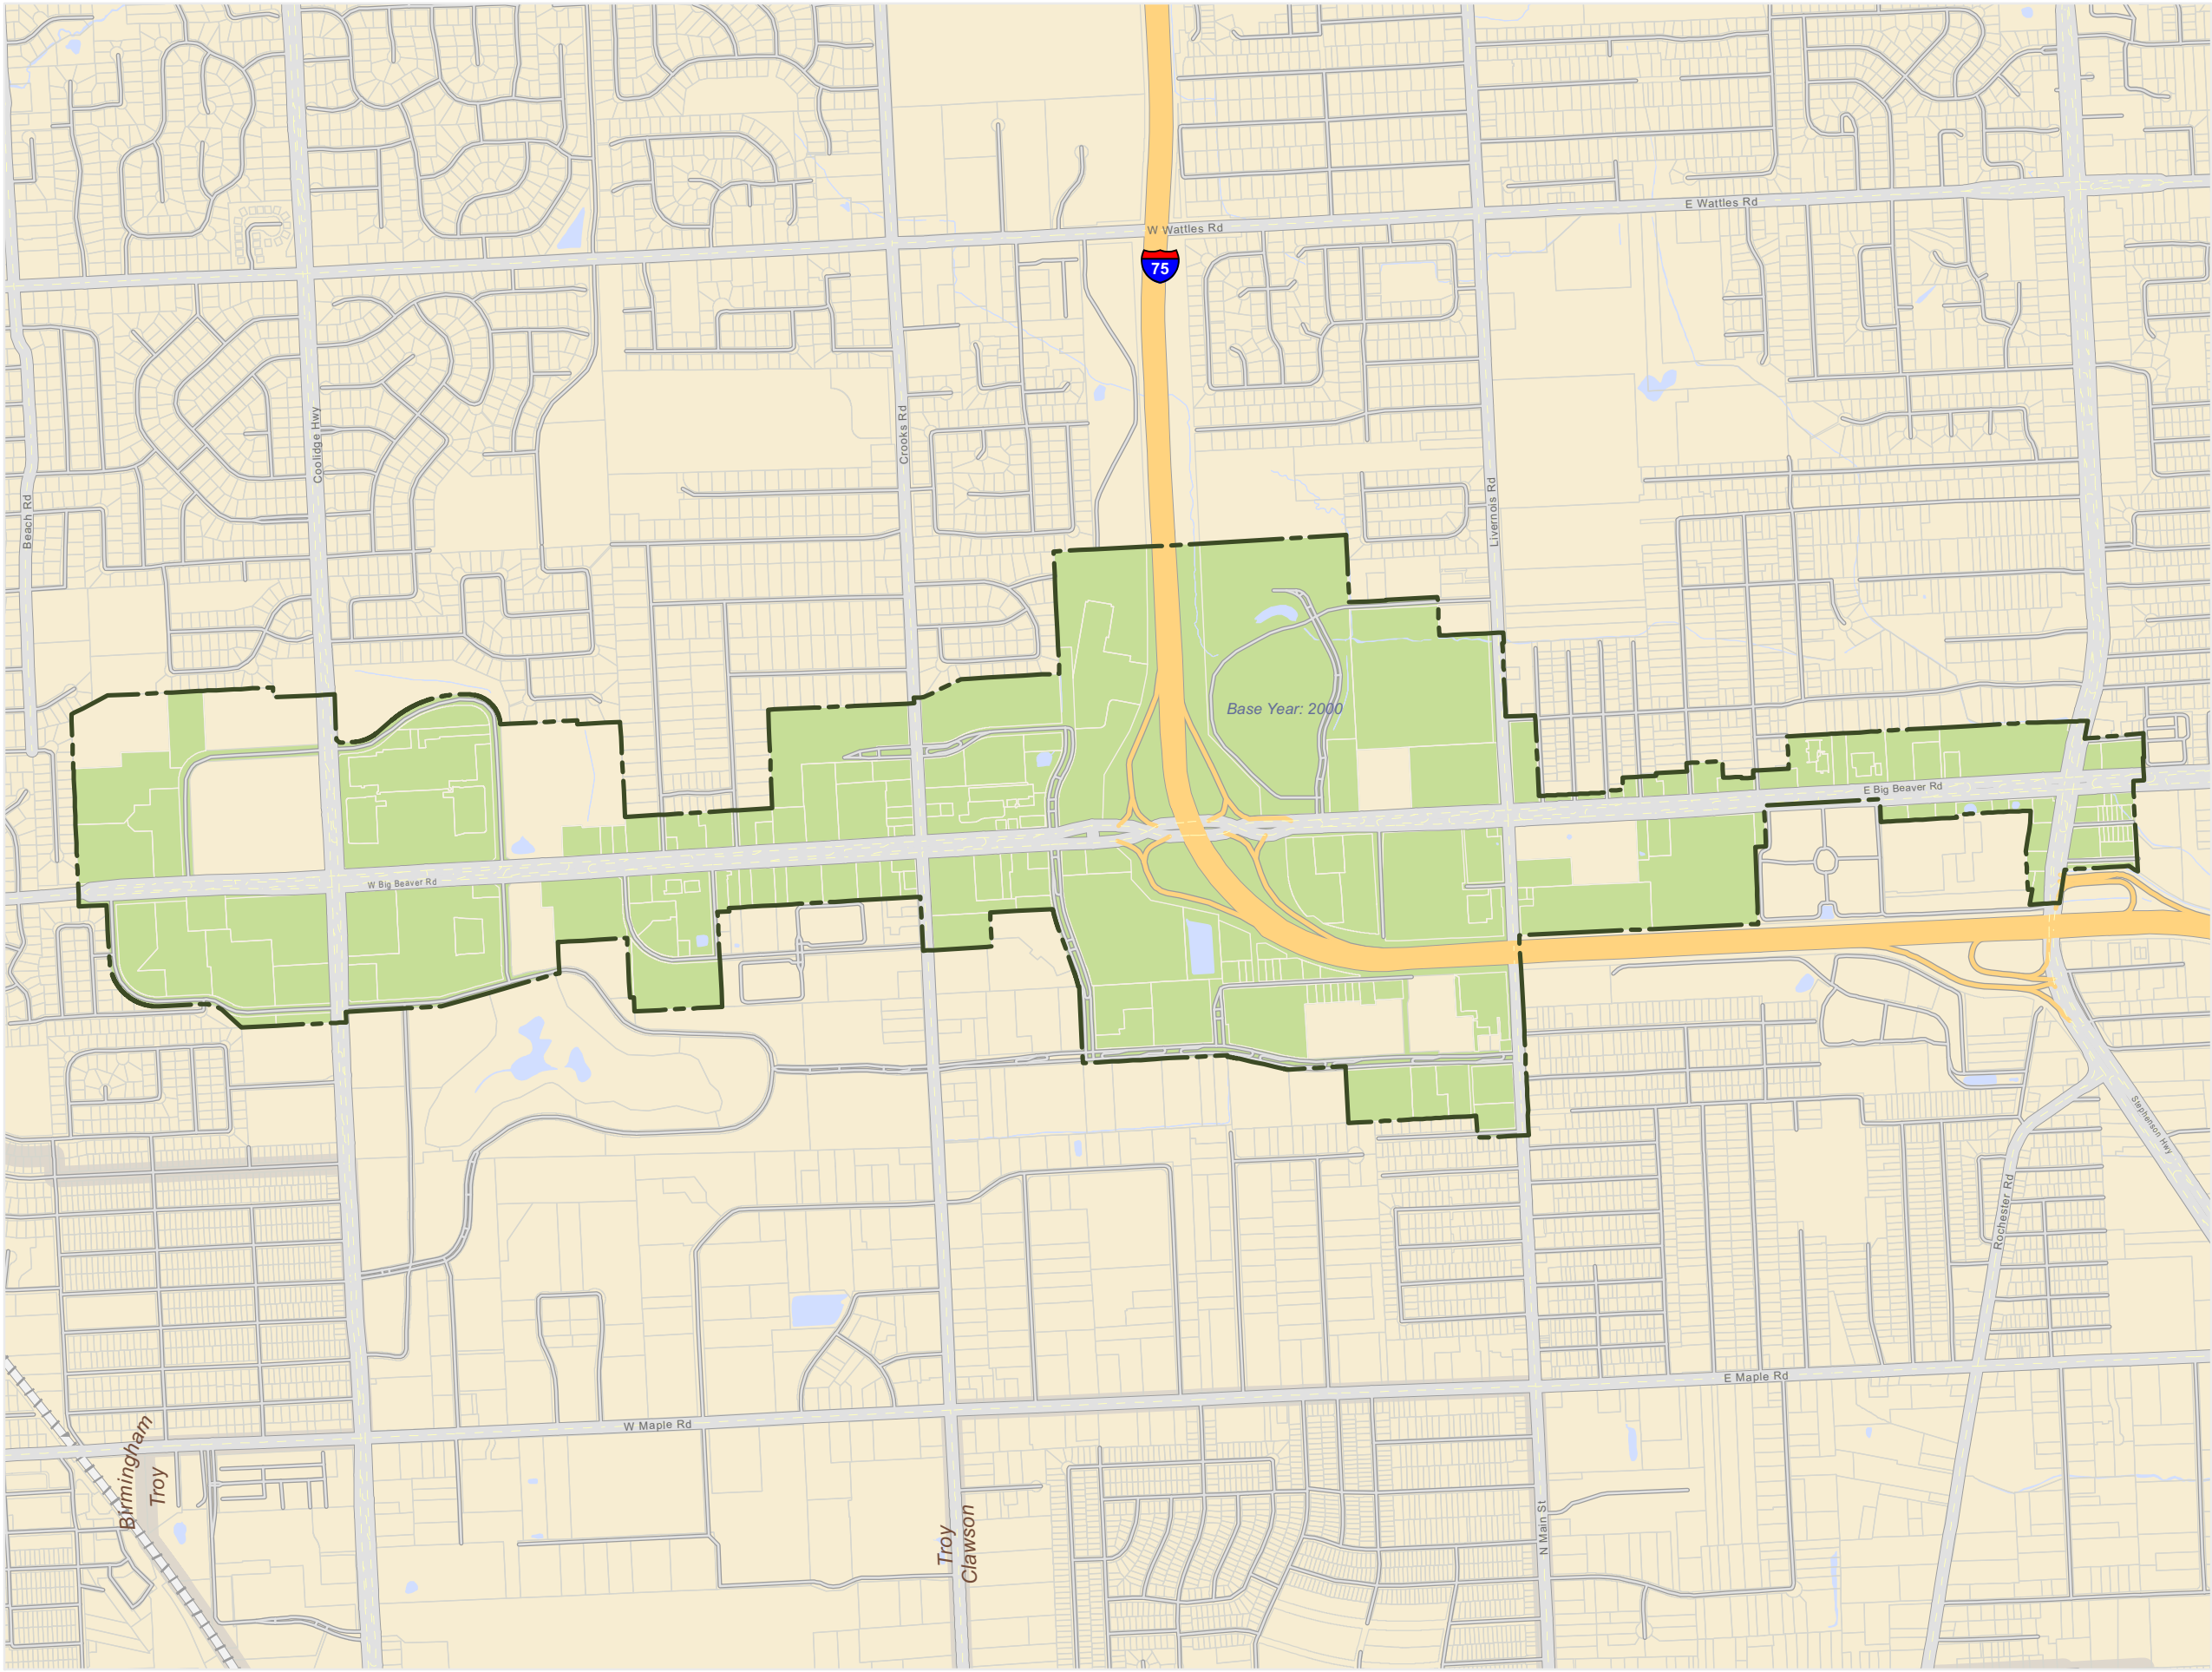 E Wattles Rd
W Wattles Rd
75
Coolidge Hwy
Crooks Rd
Beach Rd
Livernois Rd
Base Year: 2000
E Big Beaver Rd
W Big Beaver Rd
Stephenson Hwy
Rochester Rd
E Maple Rd
W Maple Rd
Birmingham
Troy
Troy
Clawson
N Main St